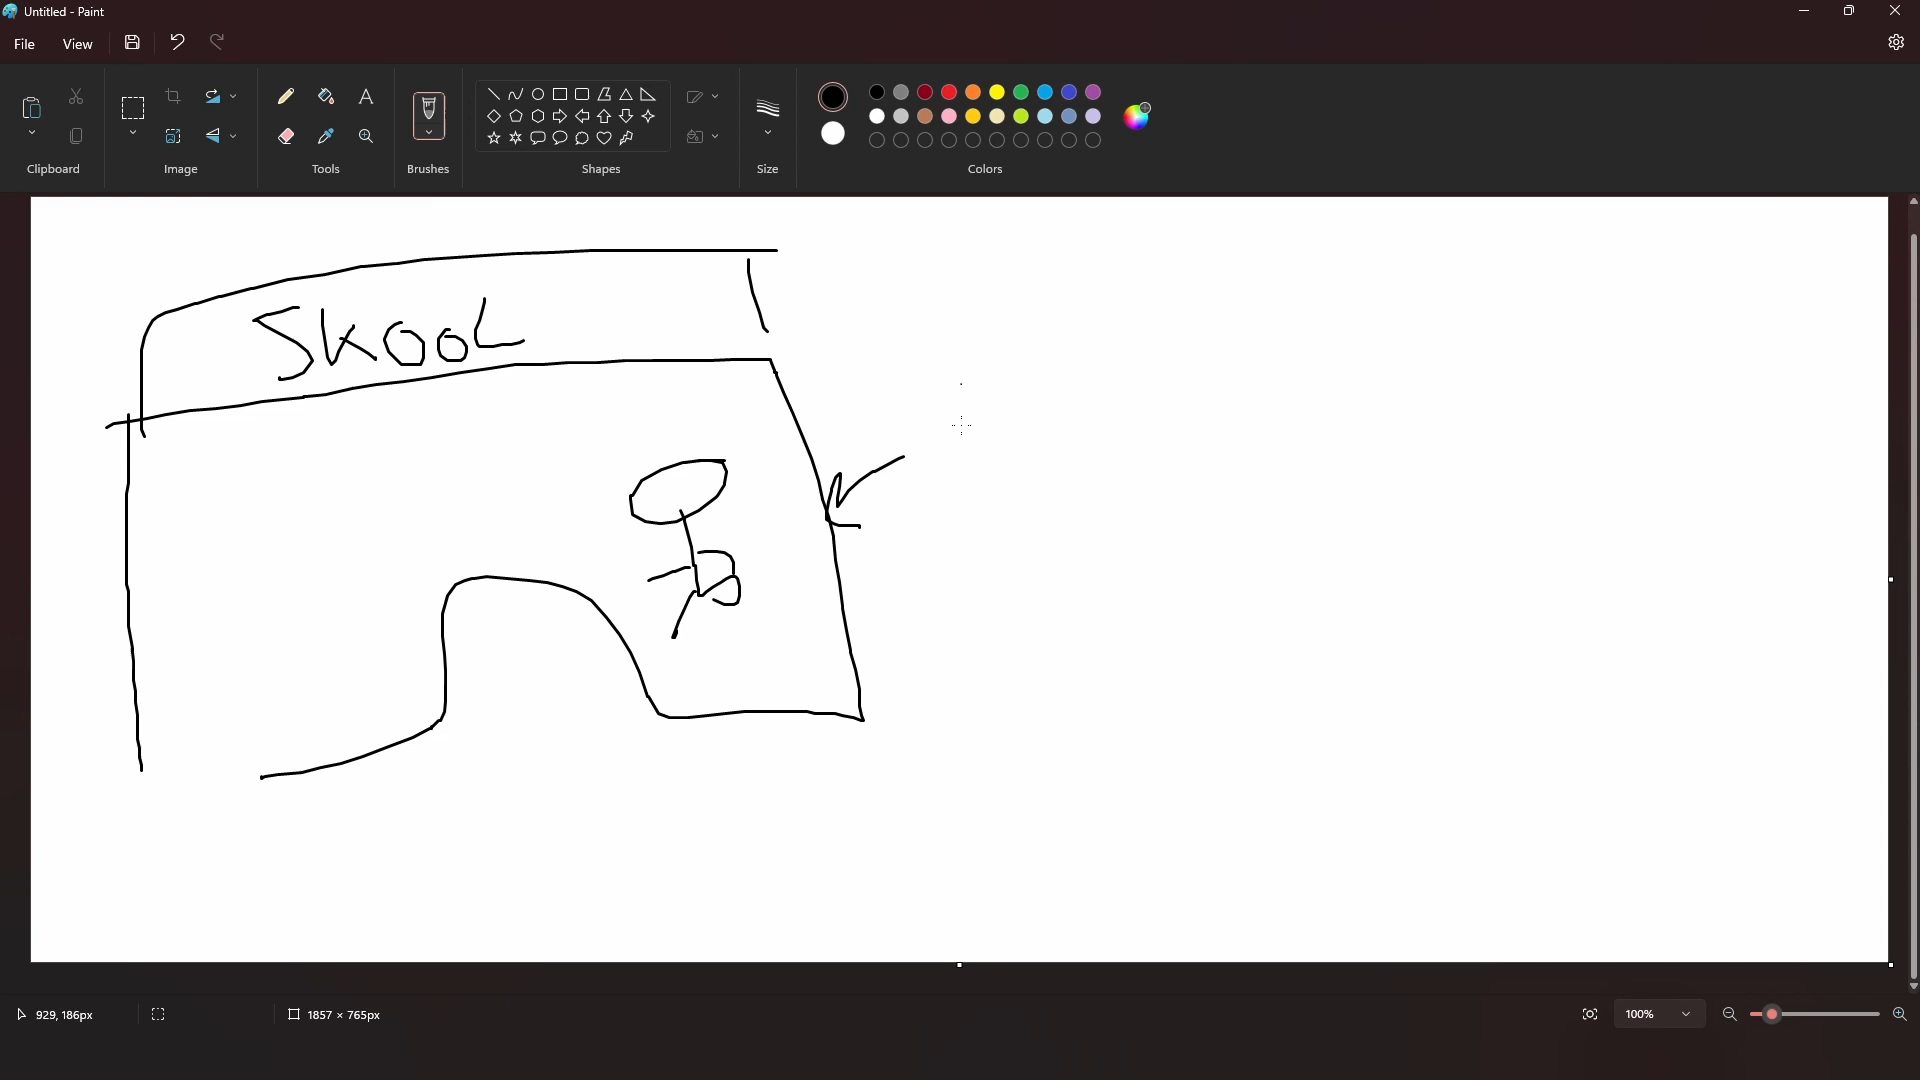 Untitled - Paint
File View
Clipboard Image Tools Brushes Shapes Size Colors
SkooL
929, 186px 1857 × 765px 100%